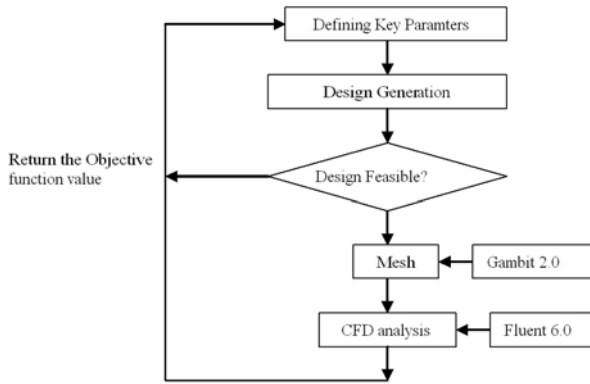 Defining Key Paramters
Design Generation
Return the Objective
function value
Design Feasible?
Mesh
Gambit 2.0
CFD analysis
Fluent 6.0